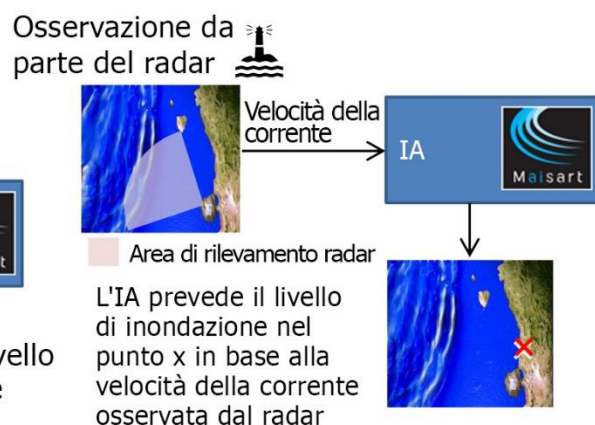 Osservazione da
parte del radar
Velocità della
corrente
IA
Maisart
Area di rilevamento radar
L'IA prevede il livello
di inondazione nel
punto x in base alla
velocità della corrente
osservata dal radar